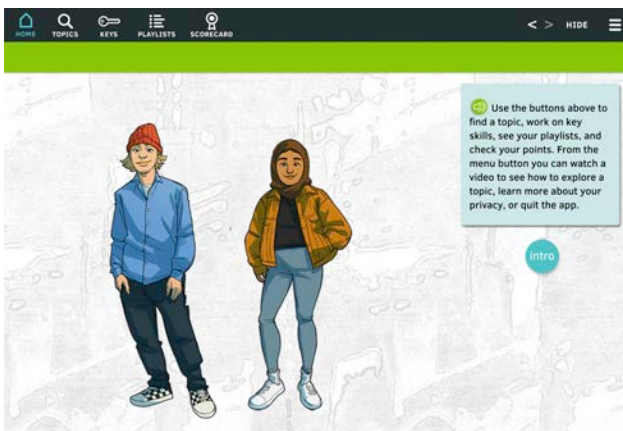 HOME TOPICS KEYS PLAYLISTS SCORECARD < > HIDE
Use the buttons above to
find a topic, work on key
skills, see your playlists, and
check your points. From the
menu button you can watch a
video to see how to explore a
topic, learn more about your
privacy, or quit the app.
intro